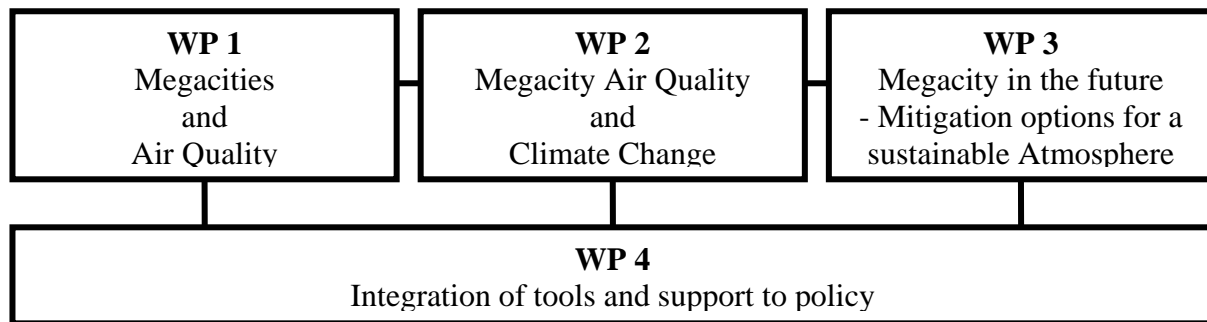 WP 1
Megacities
and
Air Quality
WP 2
Megacity Air Quality
and
Climate Change
WP 3
Megacity in the future
- Mitigation options for a
sustainable Atmosphere
WP 4
Integration of tools and support to policy